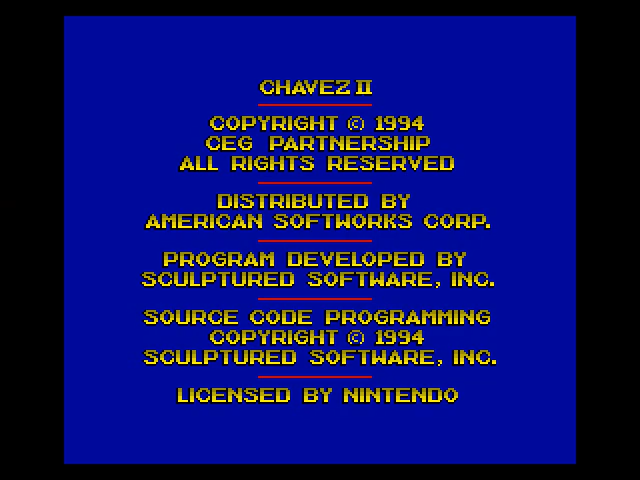 CHAVEZ II
COPYRIGHT © 1994
CEG PARTNERSHIP
ALL RIGHTS RESERVED
DISTRIBUTED BY
AMERICAN SOFTWORKS CORP.
PROGRAM DEVELOPED BY
SCULPTURED SOFTWARE, INC.
SOURCE CODE PROGRAMMING
COPYRIGHT © 1994
SCULPTURED SOFTWARE, INC.
LICENSED BY NINTENDO